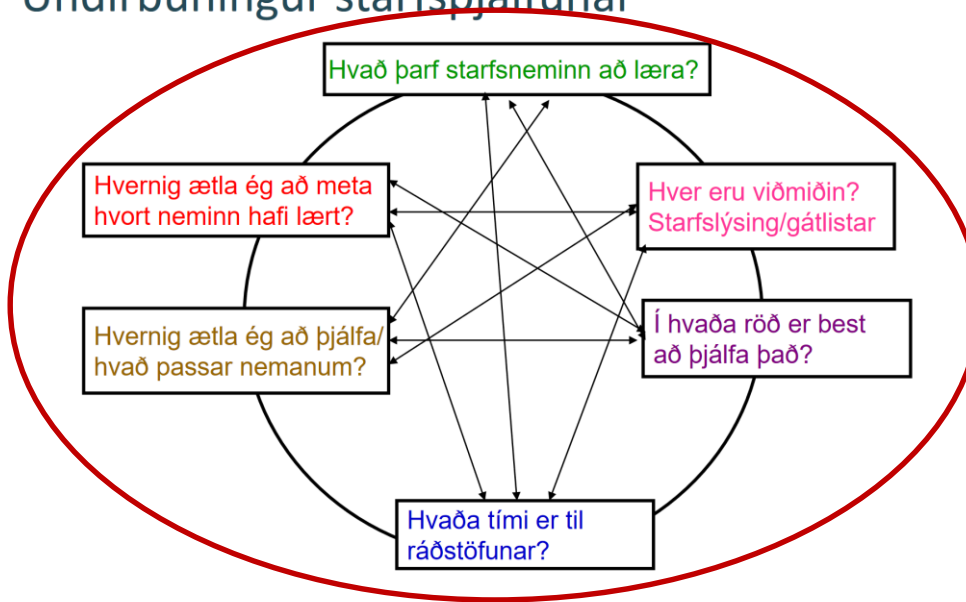 Undirbúningur starfsþjálfunar
Hvað þarf starfsneminn að læra?
Hvernig ætla ég að meta
hvort neminn hafi lært?
Hver eru viðmiðin?
Starfslýsing/gátlistar
Hvernig ætla ég að þjálfa/
hvað passar nemanum?
Í hvaða röð er best
að þjálfa það?
Hvaða tími er til
ráðstöfunar?